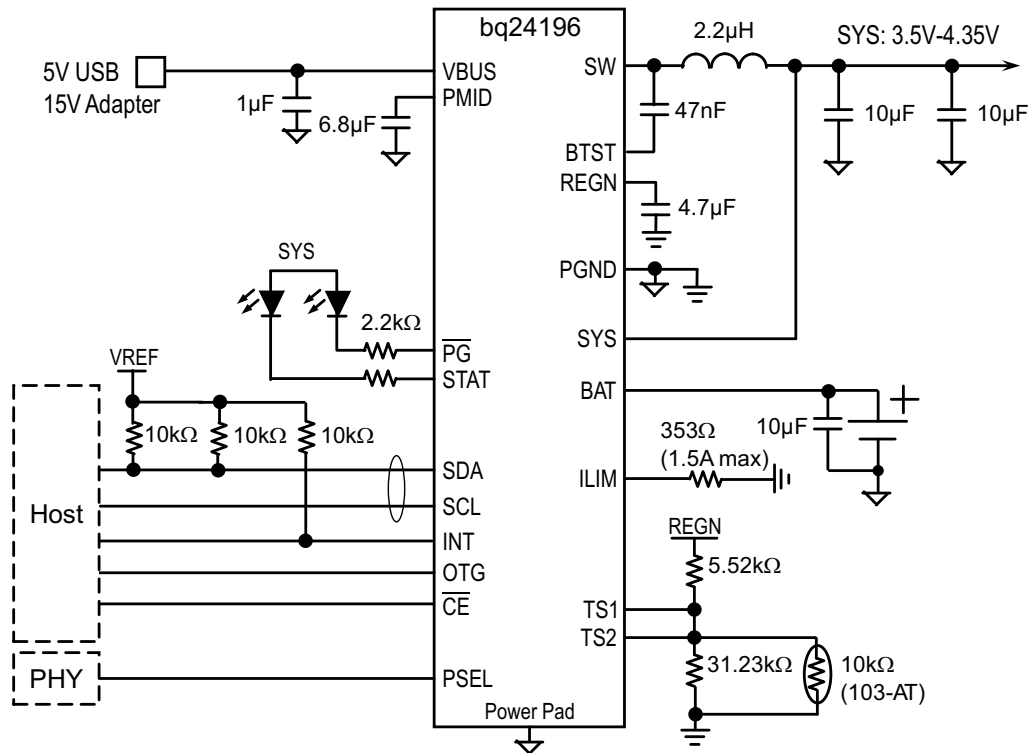 bq24196
2.2µH
SYS: 3.5V-4.35V
5V USB
15V Adapter
VBUS
PMID
1µF
6.8µF
SW
47nF
10µF
10µF
BTST
REGN
4.7µF
PGND
SYS
2.2kΩ
PG
STAT
SYS
VREF
BAT
10kΩ
10kΩ
10kΩ
10µF
353Ω
(1.5A max)
Host
SDA
SCL
INT
OTG
CE
ILIM
REGN
5.52kΩ
TS1
TS2
31.23kΩ
10kΩ
(103-AT)
PHY
PSEL
Power Pad